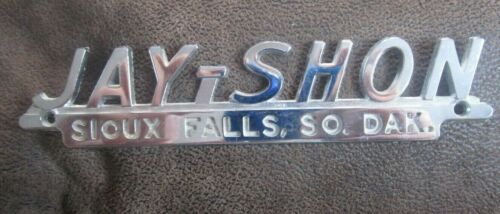 JAY-SHON
SIOUX FALLS, SO. DAK.